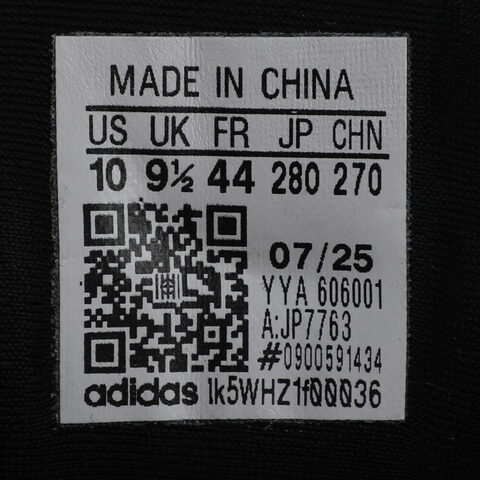 MADE IN CHINA
US UK FR JP CHN
10 9½ 44 280 270
07/25
YYA 606001
A:JP7763
#0900591434
adidas 1k5WHZ1f00036